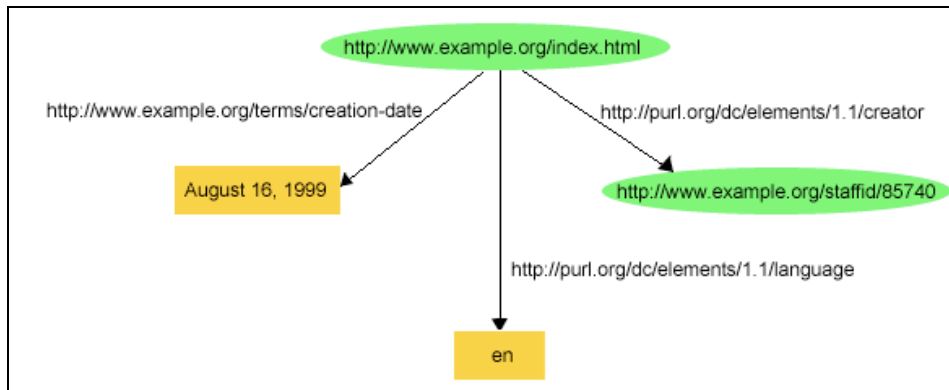 http://www.example.org/index.html
http://www.example.org/terms/creation-date
http://purl.org/dc/elements/1.1/creator
August 16, 1999
http://www.example.org/staffid/85740
http://purl.org/dc/elements/1.1/language
en